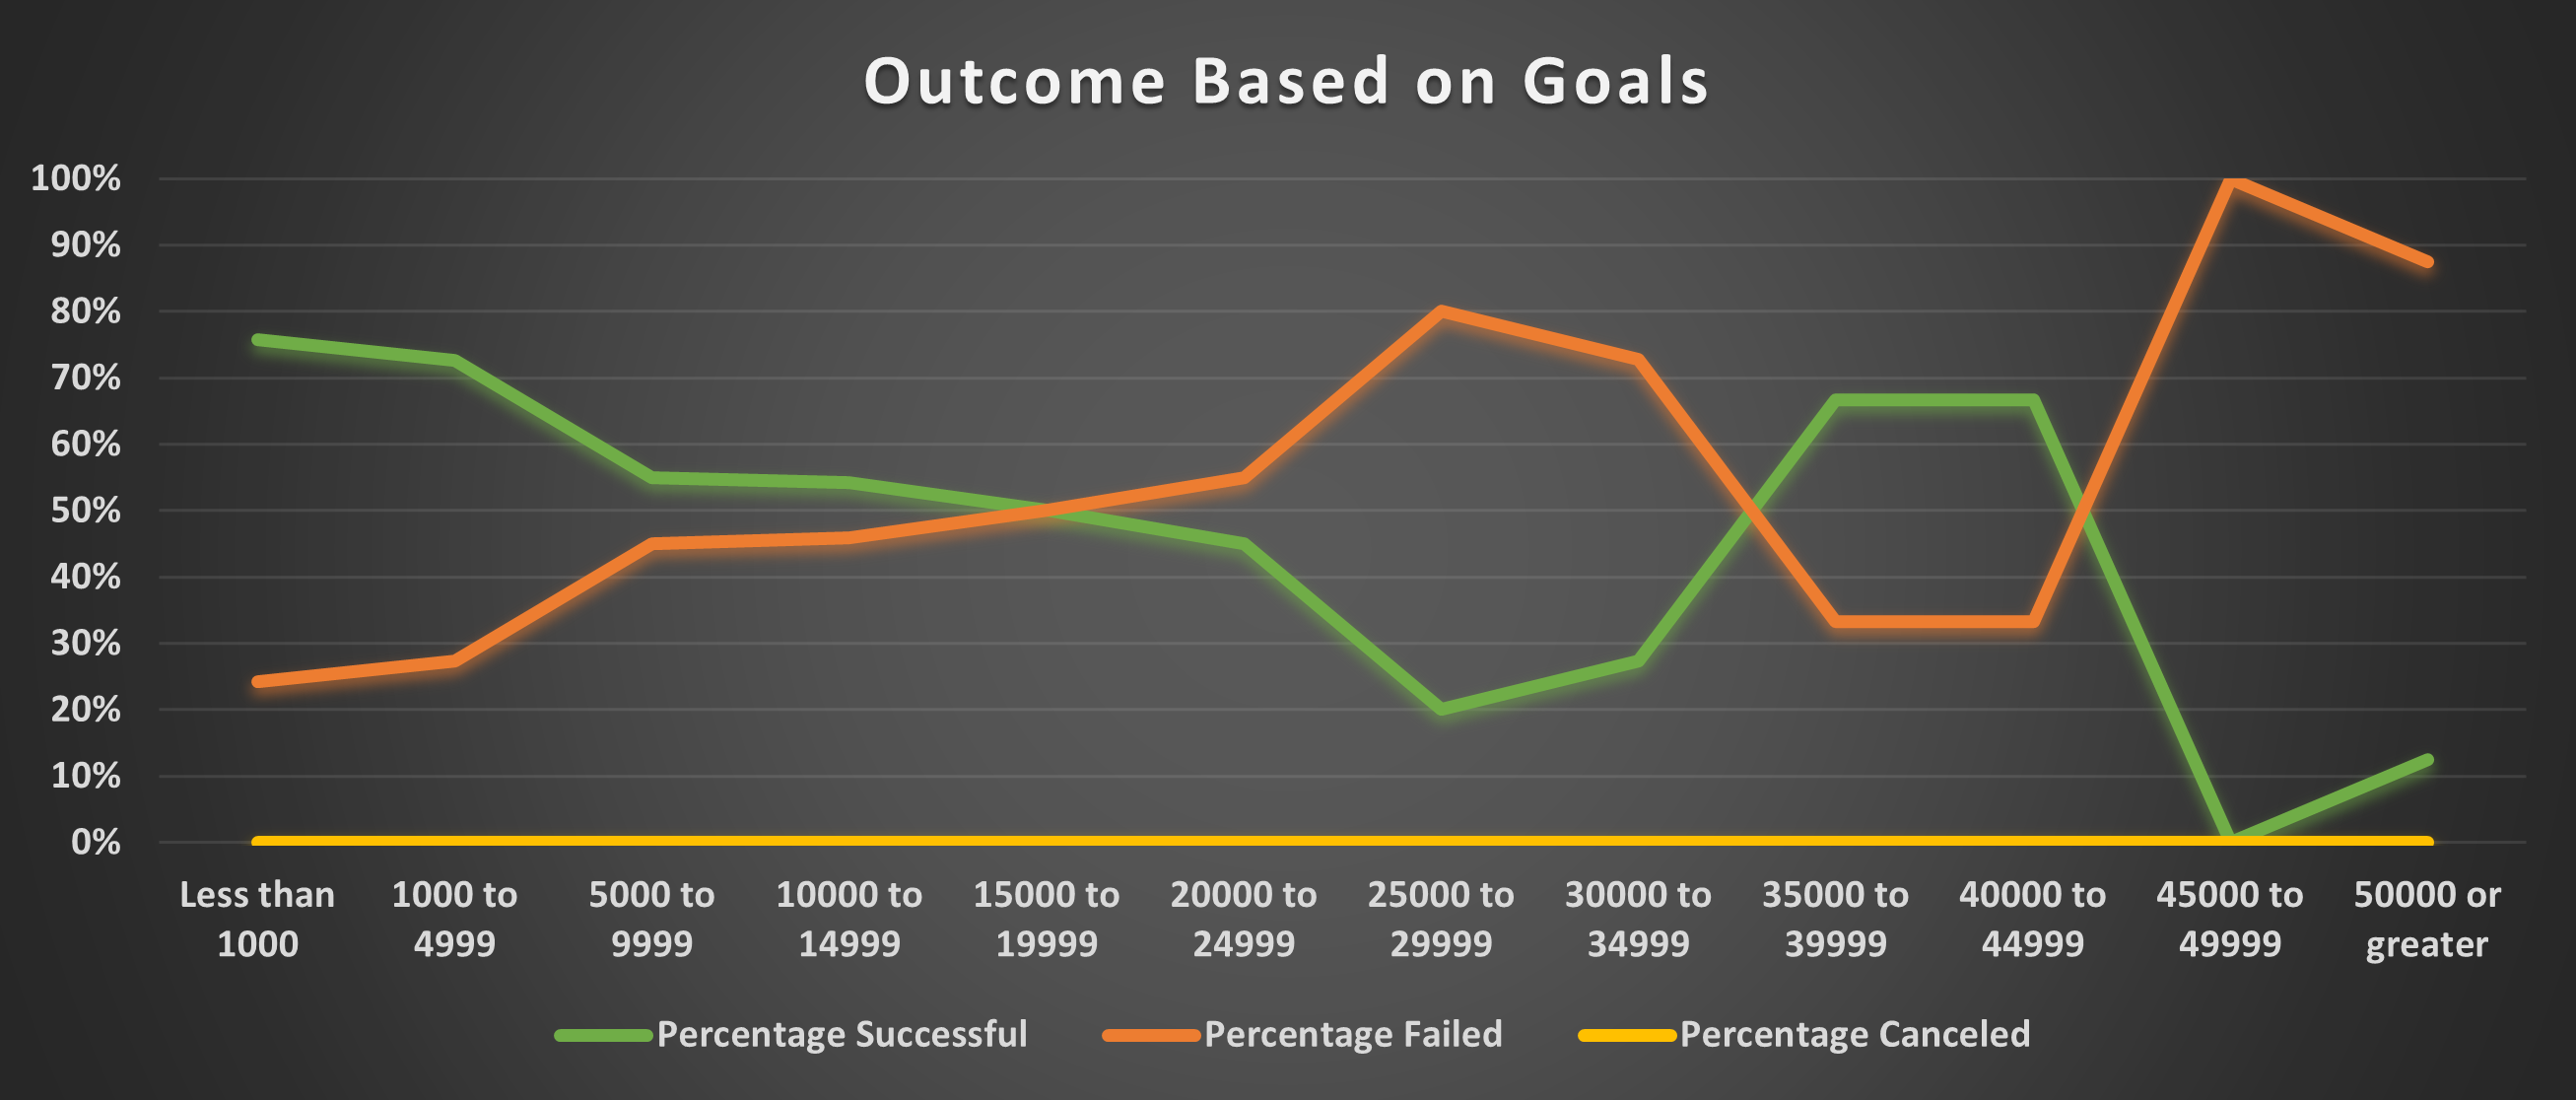 Outcome Based on Goals
100%
90%
80%
70%
60%
50%
40%
30%
20%
10%
0%
Less than 1000
1000 to 4999
5000 to 9999
10000 to 14999
15000 to 19999
20000 to 24999
25000 to 29999
30000 to 34999
35000 to 39999
40000 to 44999
45000 to 49999
50000 or greater
Percentage Successful
Percentage Failed
Percentage Canceled